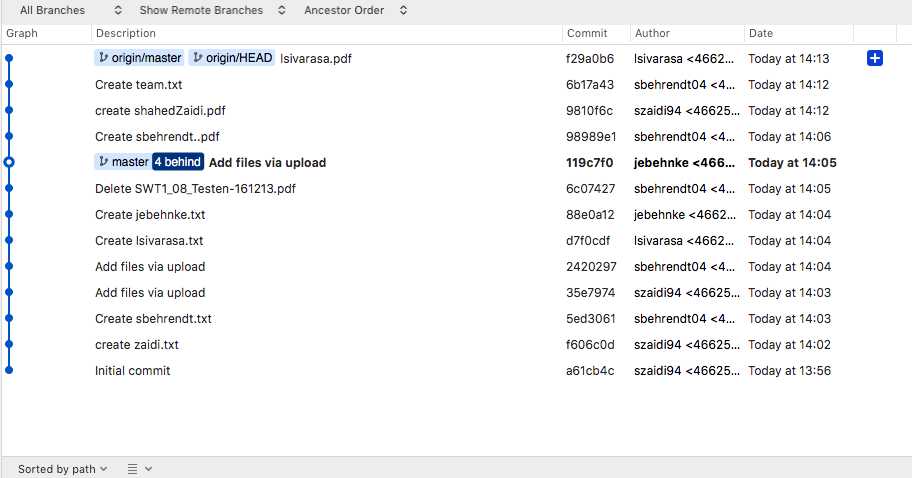 All Branches Show Remote Branches Ancestor Order
Graph Description Commit Author Date
origin/master origin/HEAD lsivarasa.pdf f29a0b6 lsivarasa <4662... Today at 14:13
Create team.txt 6b17a43 sbehrendt04 <4... Today at 14:12
create shahedZaidi.pdf 9810f6c szaidi94 <46625... Today at 14:12
Create sbehrendt..pdf 98989e1 sbehrendt04 <4... Today at 14:06
master 4 behind Add files via upload 119c7f0 jebehnke <466... Today at 14:05
Delete SWT1_08_Testen-161213.pdf 6c07427 sbehrendt04 <4... Today at 14:05
Create jebehnke.txt 88e0a12 jebehnke <4662... Today at 14:04
Create lsivarasa.txt d7f0cdf lsivarasa <4662... Today at 14:04
Add files via upload 2420297 sbehrendt04 <4... Today at 14:04
Add files via upload 35e7974 szaidi94 <46625... Today at 14:03
Create sbehrendt.txt 5ed3061 sbehrendt04 <4... Today at 14:03
create zaidi.txt f606c0d szaidi94 <46625... Today at 14:02
Initial commit a61cb4c szaidi94 <46625... Today at 13:56
Sorted by path